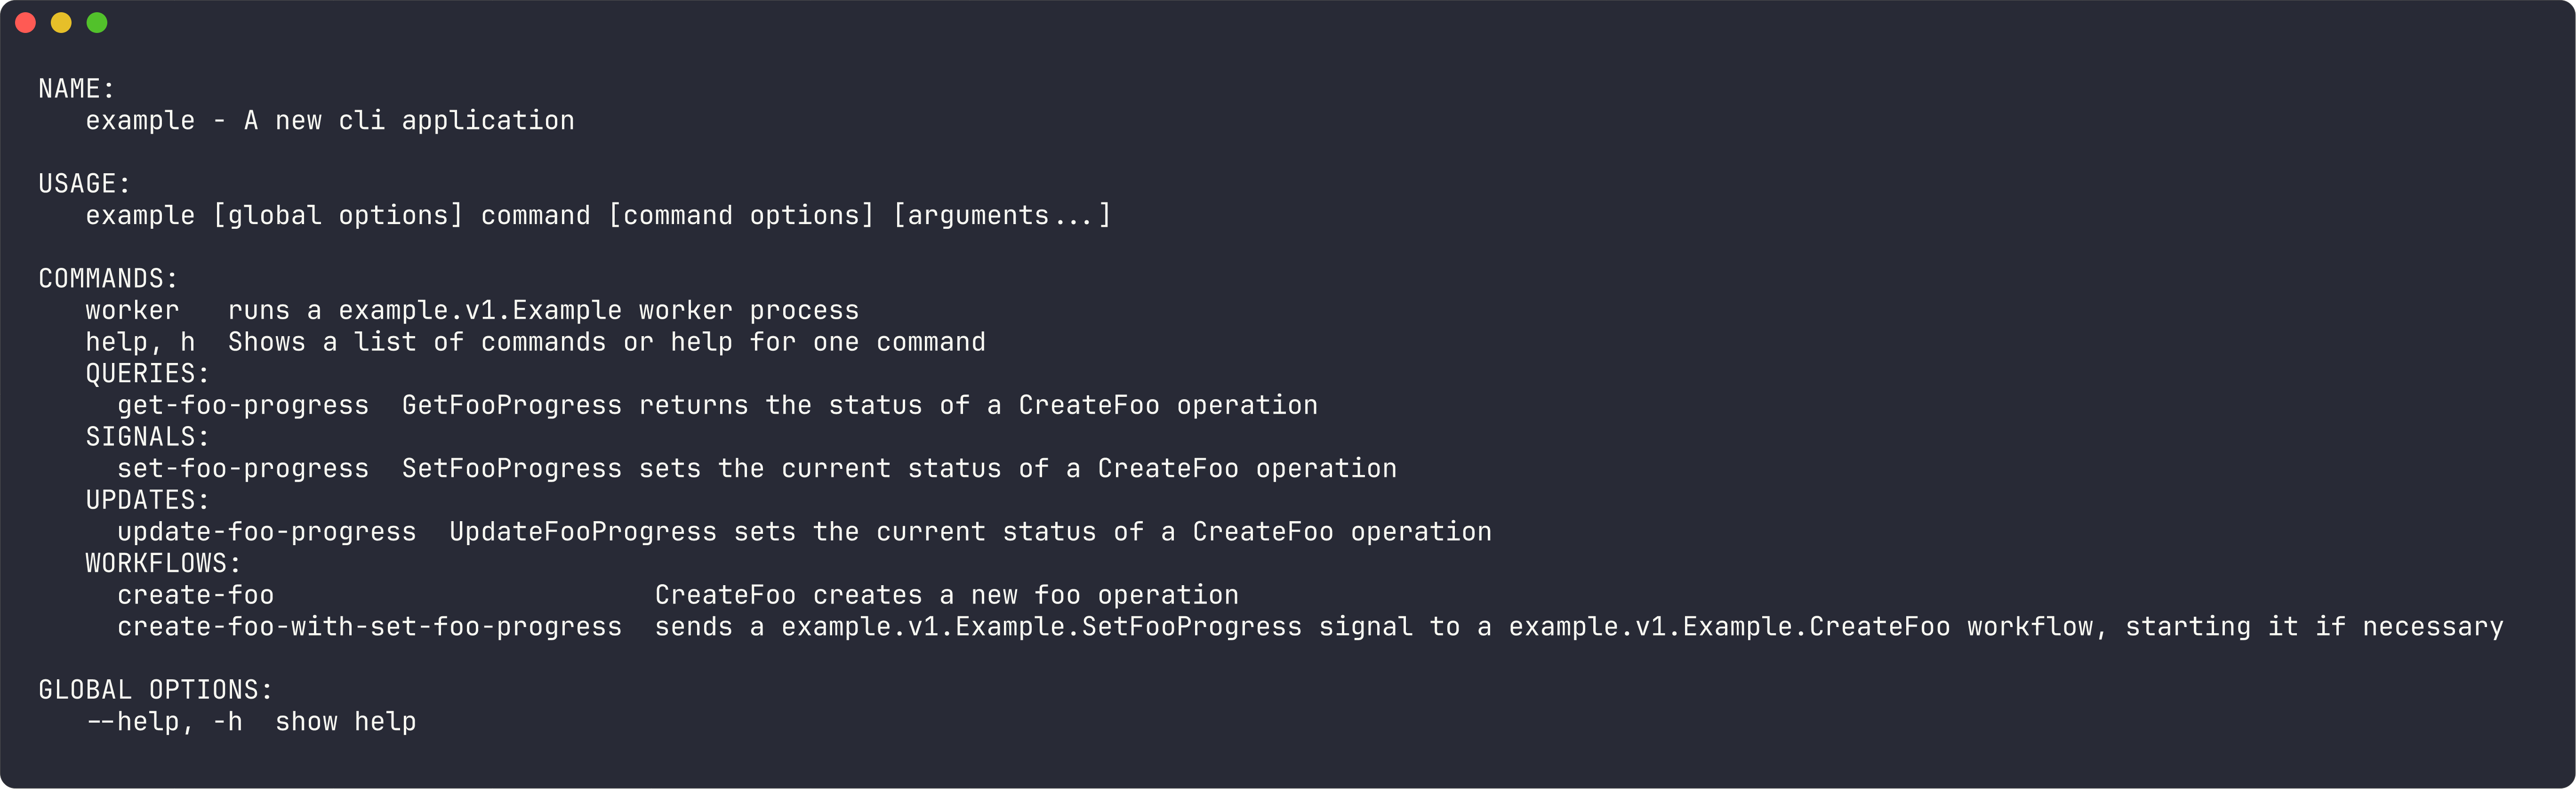 NAME:
   example - A new cli application

USAGE:
   example [global options] command [command options] [arguments...]

COMMANDS:
   worker   runs a example.v1.Example worker process
   help, h  Shows a list of commands or help for one command
   QUERIES:
     get-foo-progress  GetFooProgress returns the status of a CreateFoo operation
   SIGNALS:
     set-foo-progress  SetFooProgress sets the current status of a CreateFoo operation
   UPDATES:
     update-foo-progress  UpdateFooProgress sets the current status of a CreateFoo operation
   WORKFLOWS:
     create-foo                        CreateFoo creates a new foo operation
     create-foo-with-set-foo-progress  sends a example.v1.Example.SetFooProgress signal to a example.v1.Example.CreateFoo workflow, starting it if necessary

GLOBAL OPTIONS:
   --help, -h  show help